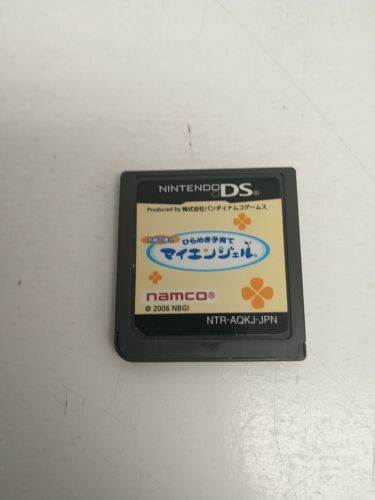 NINTENDO DS®
Produced by 株式会社バンダイナムコゲームス
ひらめき子育て
マイエンジェル
namco®
© 2006 NBGI
NTR-AQKJ-JPN